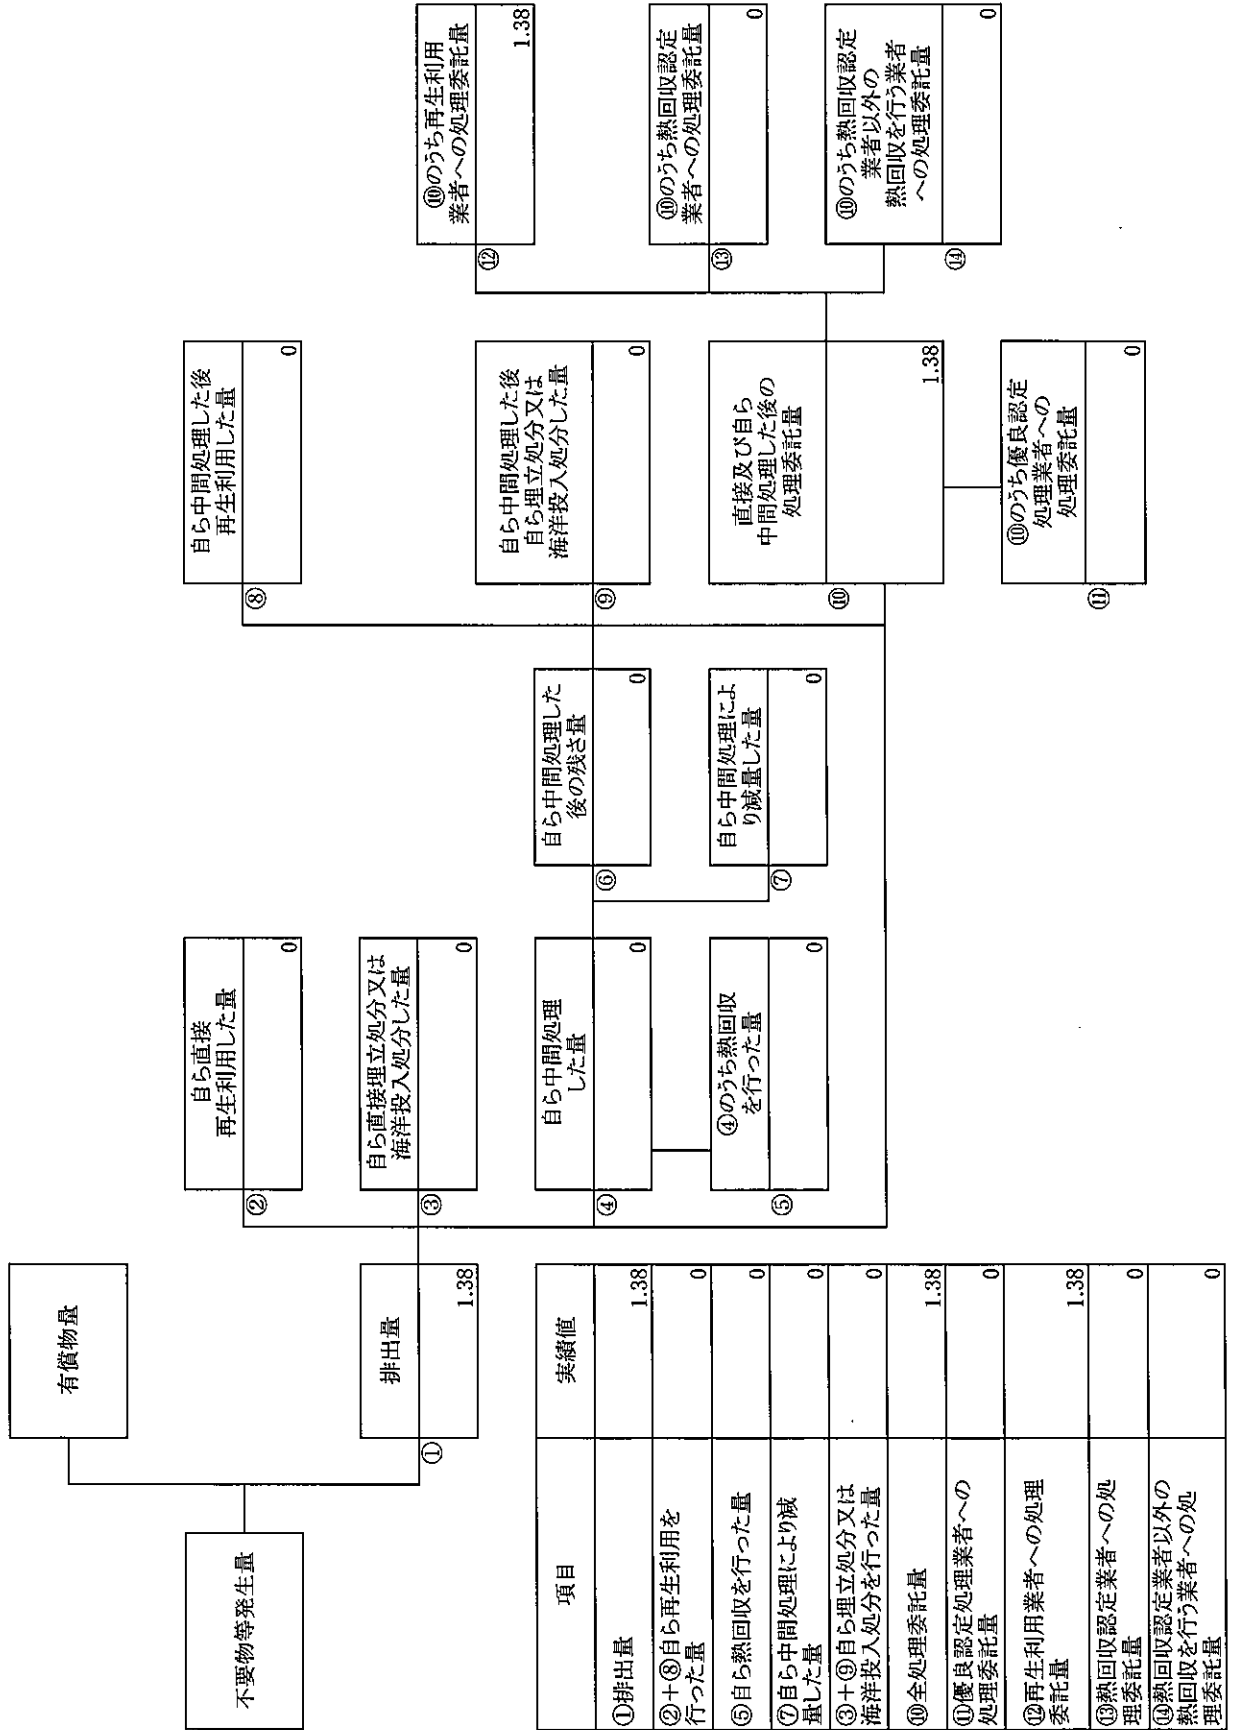 不要物等発生量
有償物量
排出量
①
1.38
自ら直接
再生利用した量
②
0
自ら直接埋立処分又は
海洋投入処分した量
③
0
自ら中間処理
した量
④
0
④のうち熱回収
を行った量
⑤
0
自ら中間処理した
後の残さ量
⑥
0
自ら中間処理によ
り減量した量
⑦
0
自ら中間処理した後
再生利用した量
⑧
0
自ら中間処理した後
自ら埋立処分又は
海洋投入処分した量
⑨
0
直接及び自ら
中間処理した後の
処理委託量
⑩
1.38
⑩のうち優良認定
処理業者への
処理委託量
⑪
0
⑩のうち再生利用
業者への処理委託量
⑫
1.38
⑩のうち熱回収認定
業者への処理委託量
⑬
0
⑩のうち熱回収認定
業者以外の
熱回収を行う業者
への処理委託量
⑭
0
項目 実績値
①排出量 1.38
②+⑧自ら再生利用を
行った量 0
⑤自ら熱回収を行った量 0
⑦自ら中間処理により減
量した量 0
③+⑨自ら埋立処分又は
海洋投入処分を行った量 0
⑩全処理委託量 1.38
⑪優良認定処理業者への
処理委託量 0
⑫再生利用業者への処理
委託量 1.38
⑬熱回収認定業者への処
理委託量 0
⑭熱回収認定業者以外の
熱回収を行う業者への処
理委託量 0